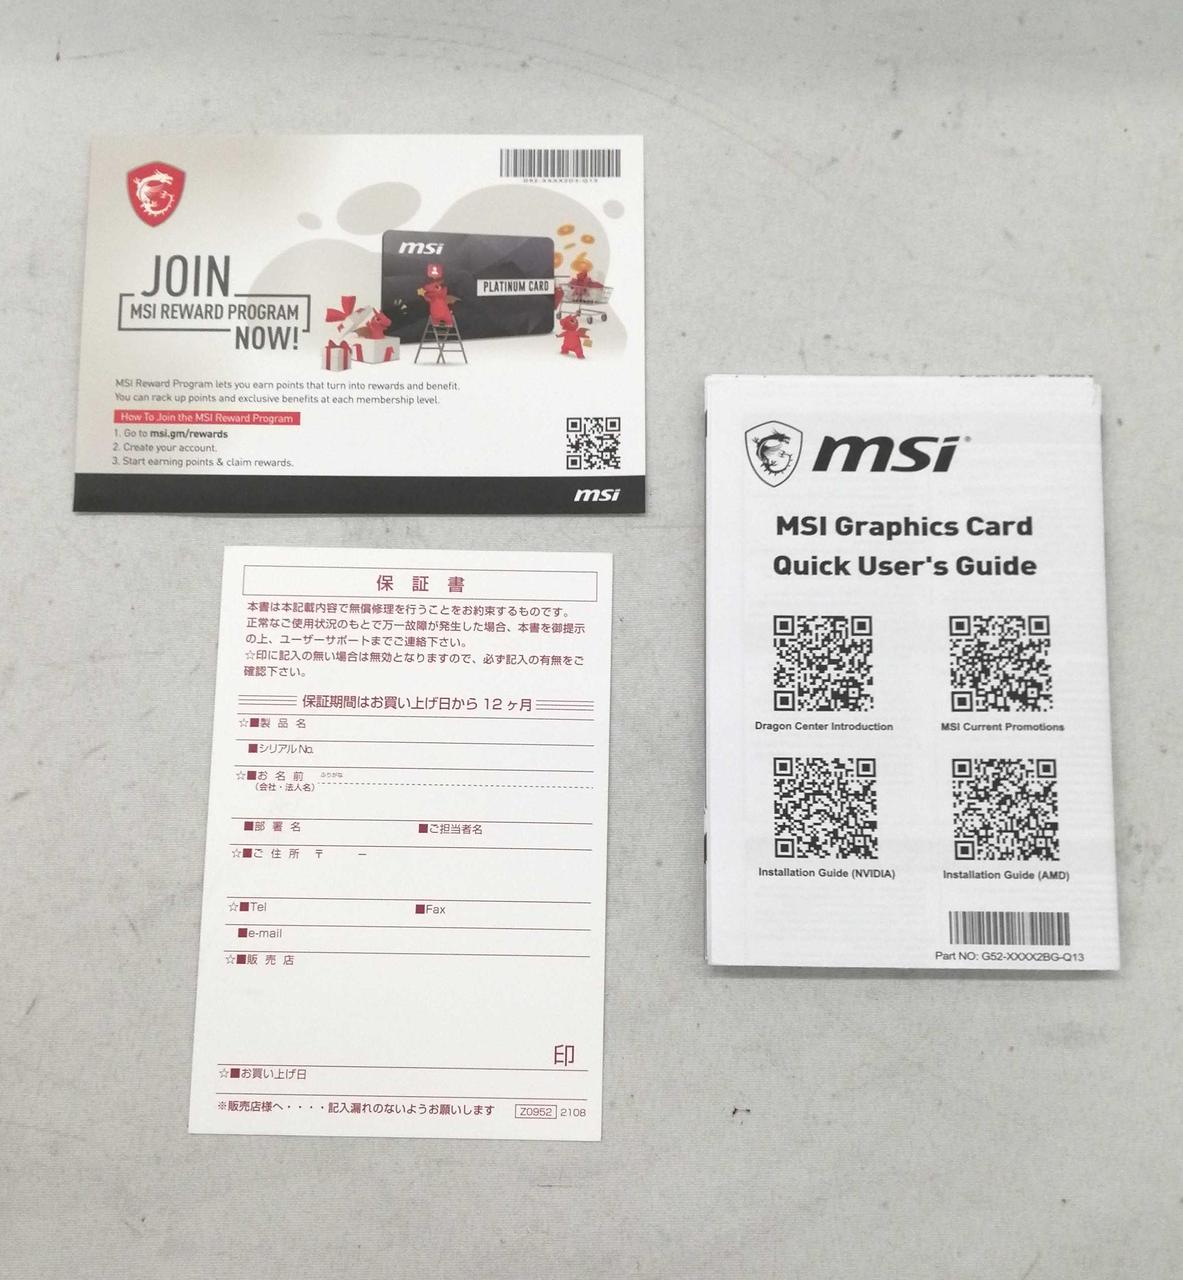 G52-XXXX2D3-Q13
JOIN
MSI REWARD PROGRAM
NOW!
msi
PLATINUM CARD
MSI Reward Program lets you earn points that turn into rewards and benefit.
You can rack up points and exclusive benefits at each membership level.
How To Join the MSI Reward Program
1. Go to msi.gm/rewards
2. Create your account.
3. Start earning points & claim rewards.
msi
保証書
本書は本記載内容で無償修理を行うことをお約束するものです。
正常なご使用状況のもとで万一故障が発生した場合、本書を御提示
の上、ユーザーサポートまでご連絡下さい。
☆印に記入の無い場合は無効となりますので、必ず記入の有無をご
確認下さい。
保証期間はお買い上げ日から 12 ヶ月
☆■製品名
■シリアルNo.
☆■お名前 ふりがな
(会社・法人名)
■部署名 ■ご担当者名
☆■ご住所 〒 ー
☆■Tel ■Fax
■e-mail
☆■販売店
印
☆■お買い上げ日
※販売店様へ・・・・記入漏れのないようお願いします Z0952 2108
msi
MSI Graphics Card
Quick User's Guide
Dragon Center Introduction MSI Current Promotions
Installation Guide (NVIDIA) Installation Guide (AMD)
Part NO: G52-XXXX2BG-Q13